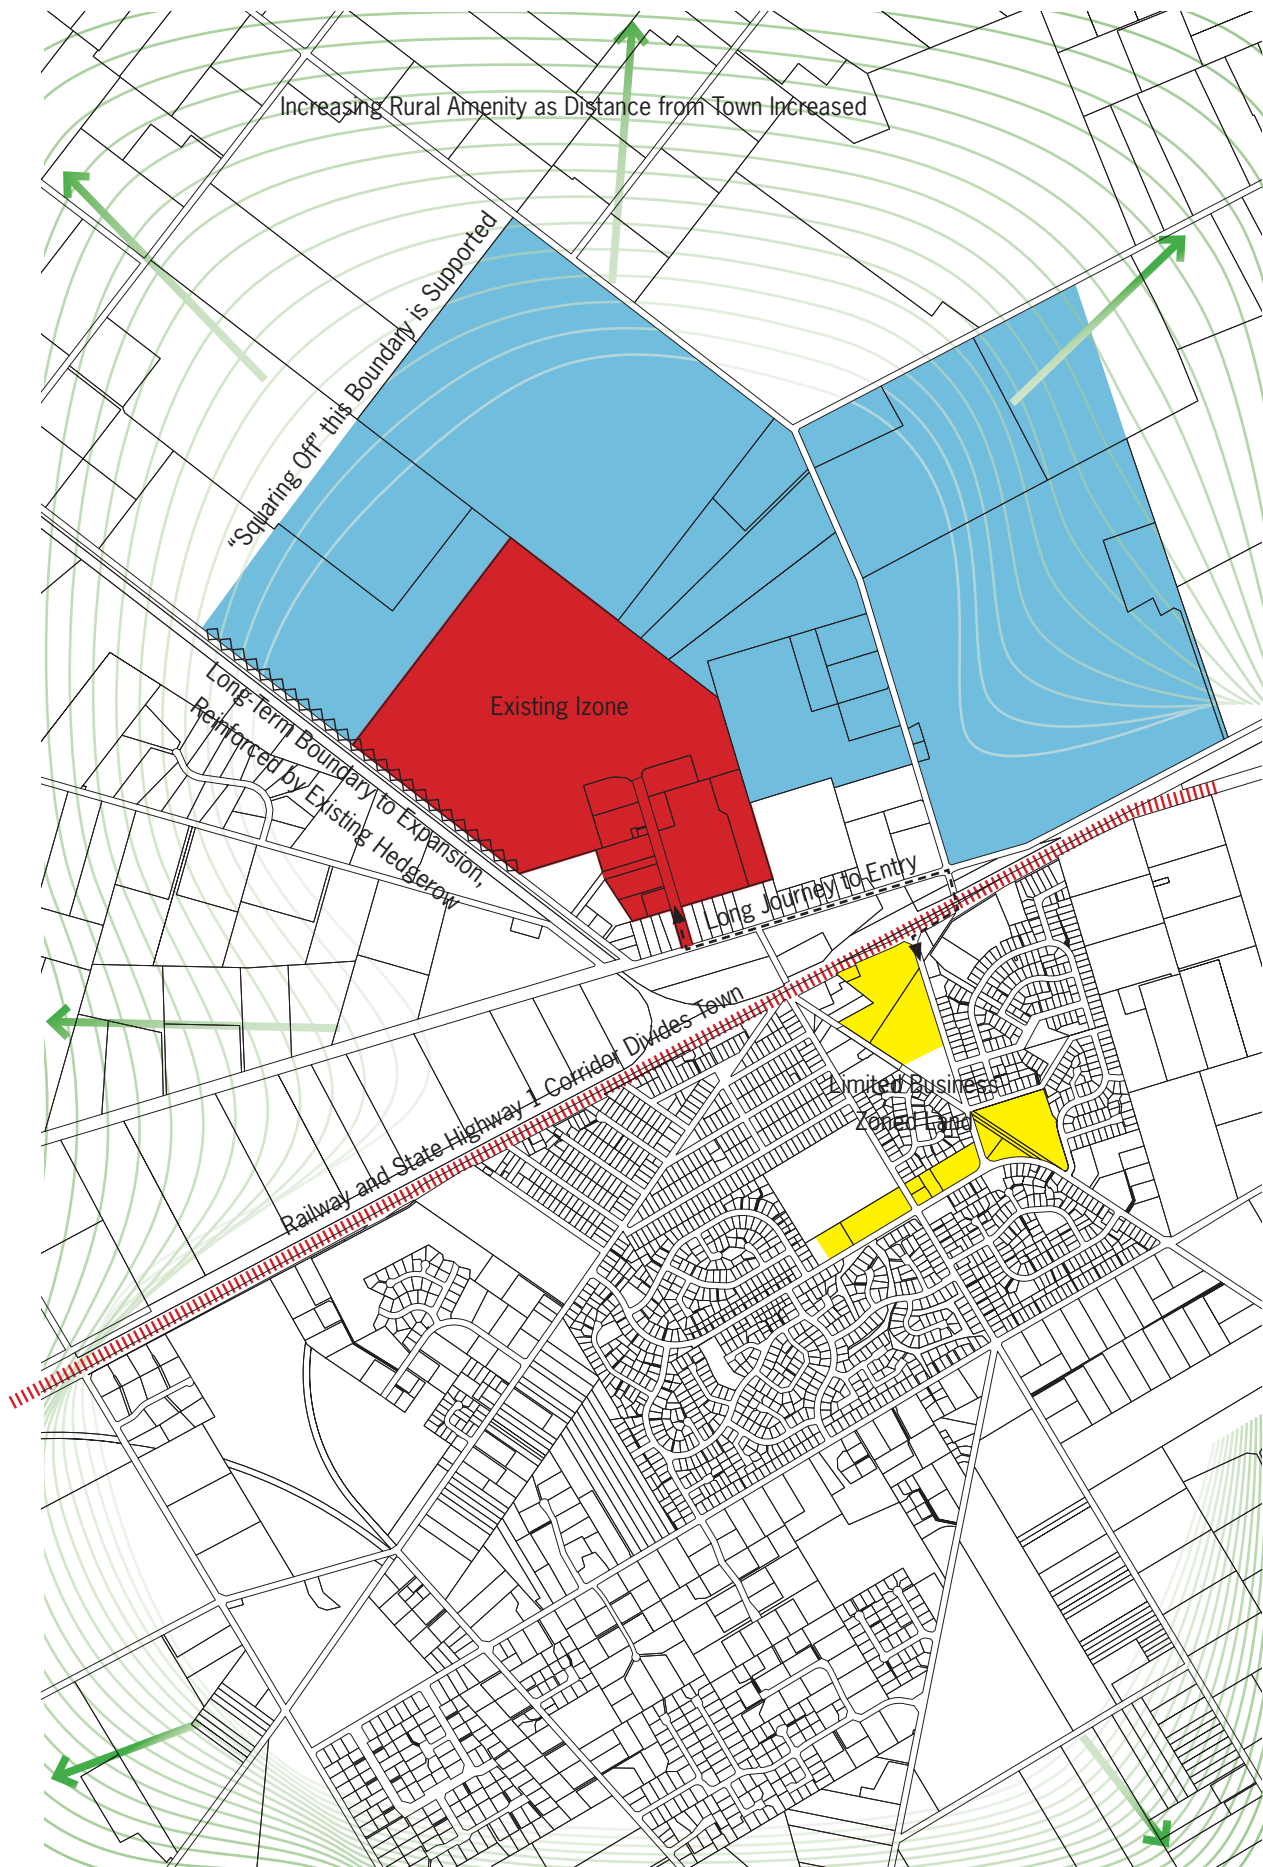 Increasing Rural Amenity as Distance from Town Increased
“Squaring Off” this Boundary is Supported
Long-Term Boundary to Expansion,
Reinforced by Existing Hedgerow
Existing Izone
Long Journey to Entry
Railway and State Highway 1 Corridor Divides Town
Limited Business
Zoned Land